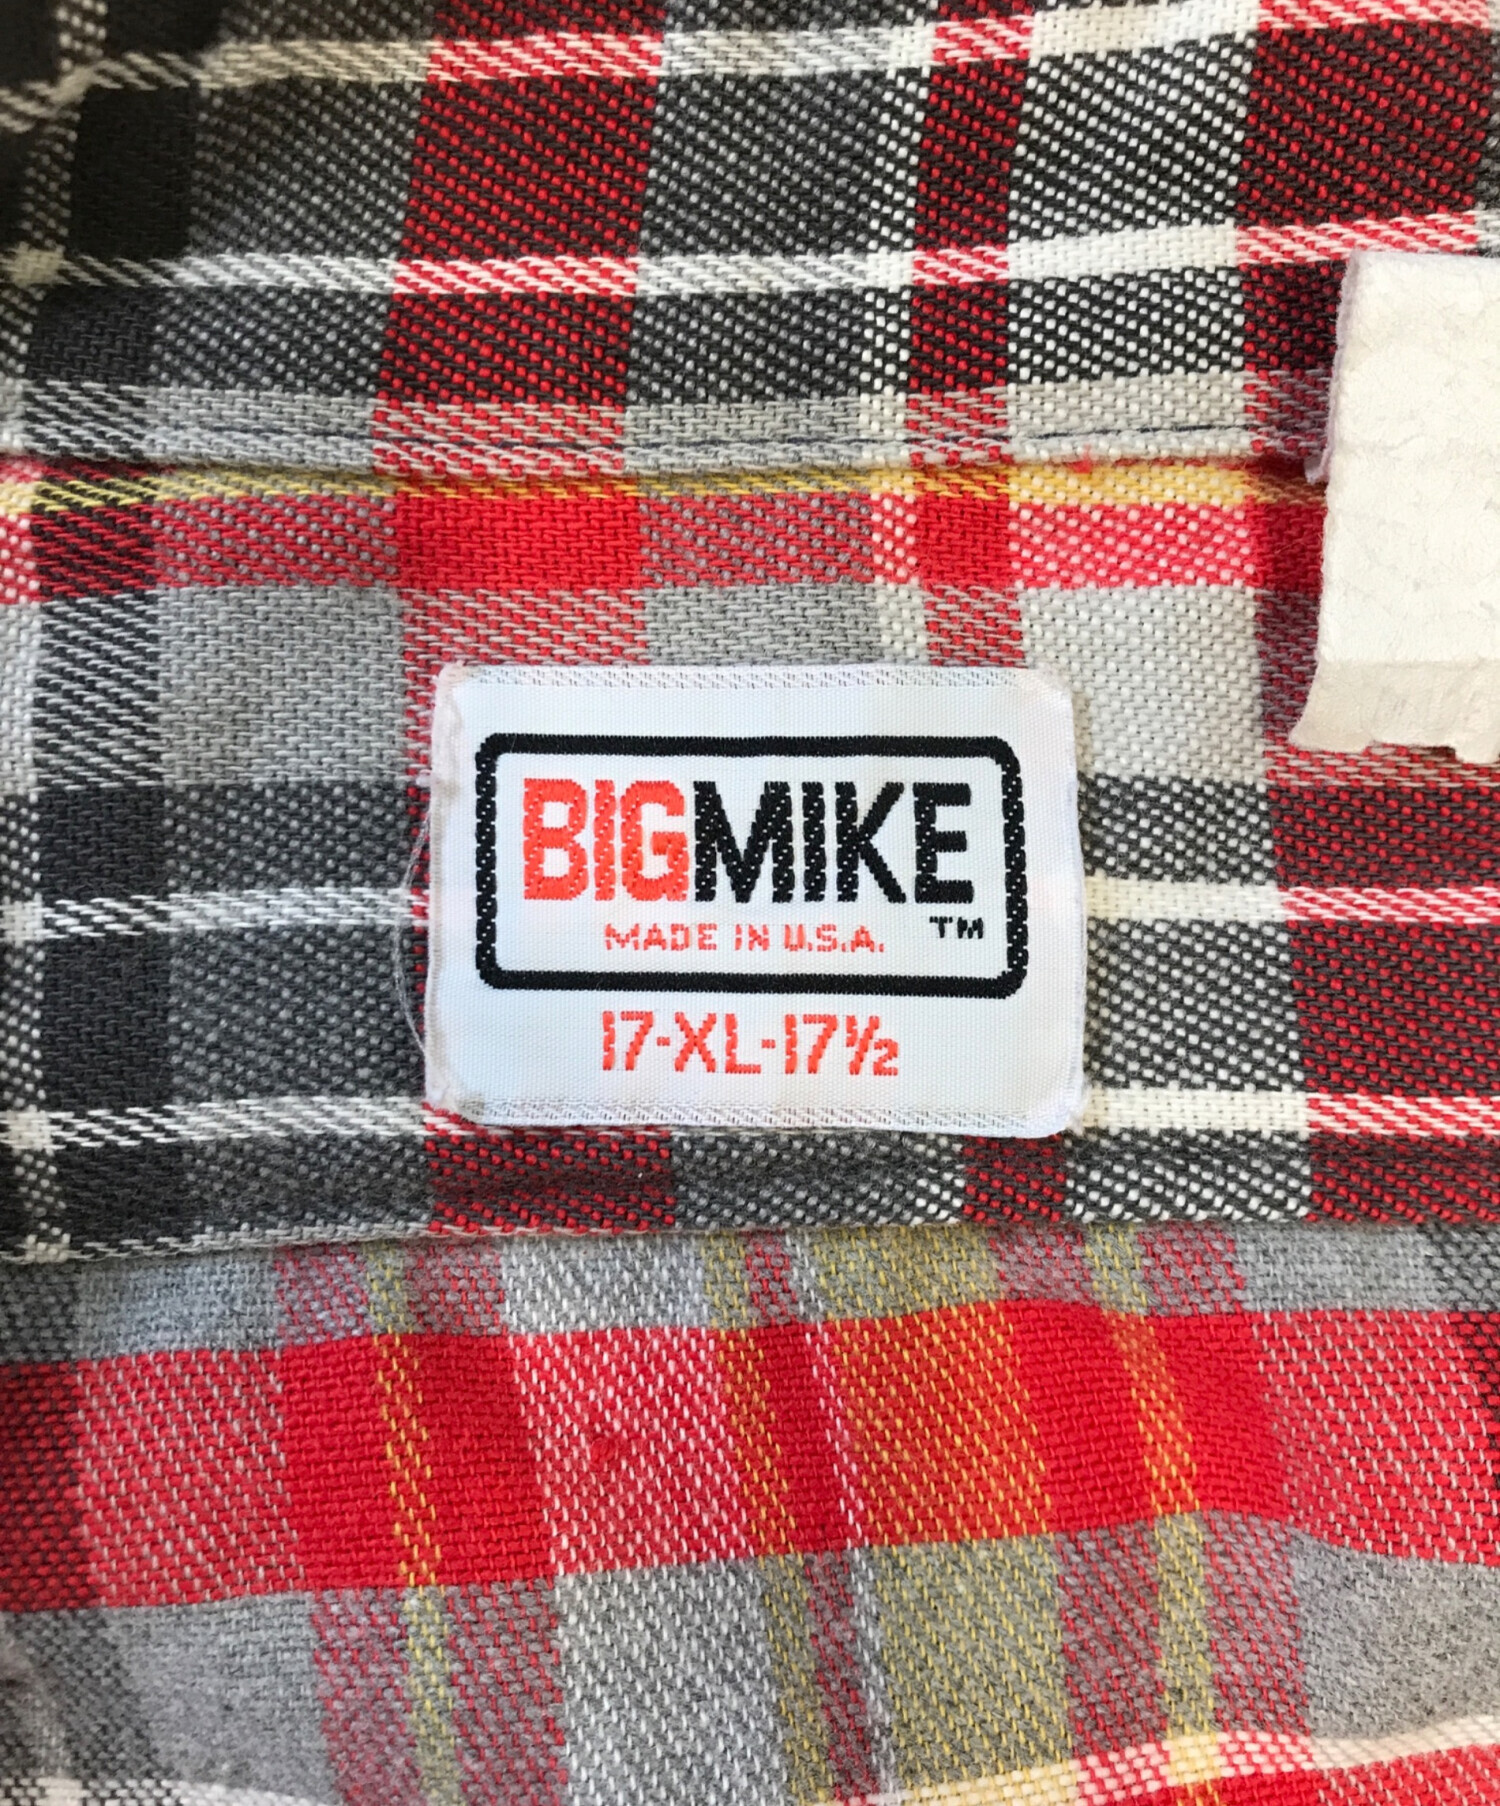 BIGMIKE
MADE IN U.S.A. ™
17-XL-17½